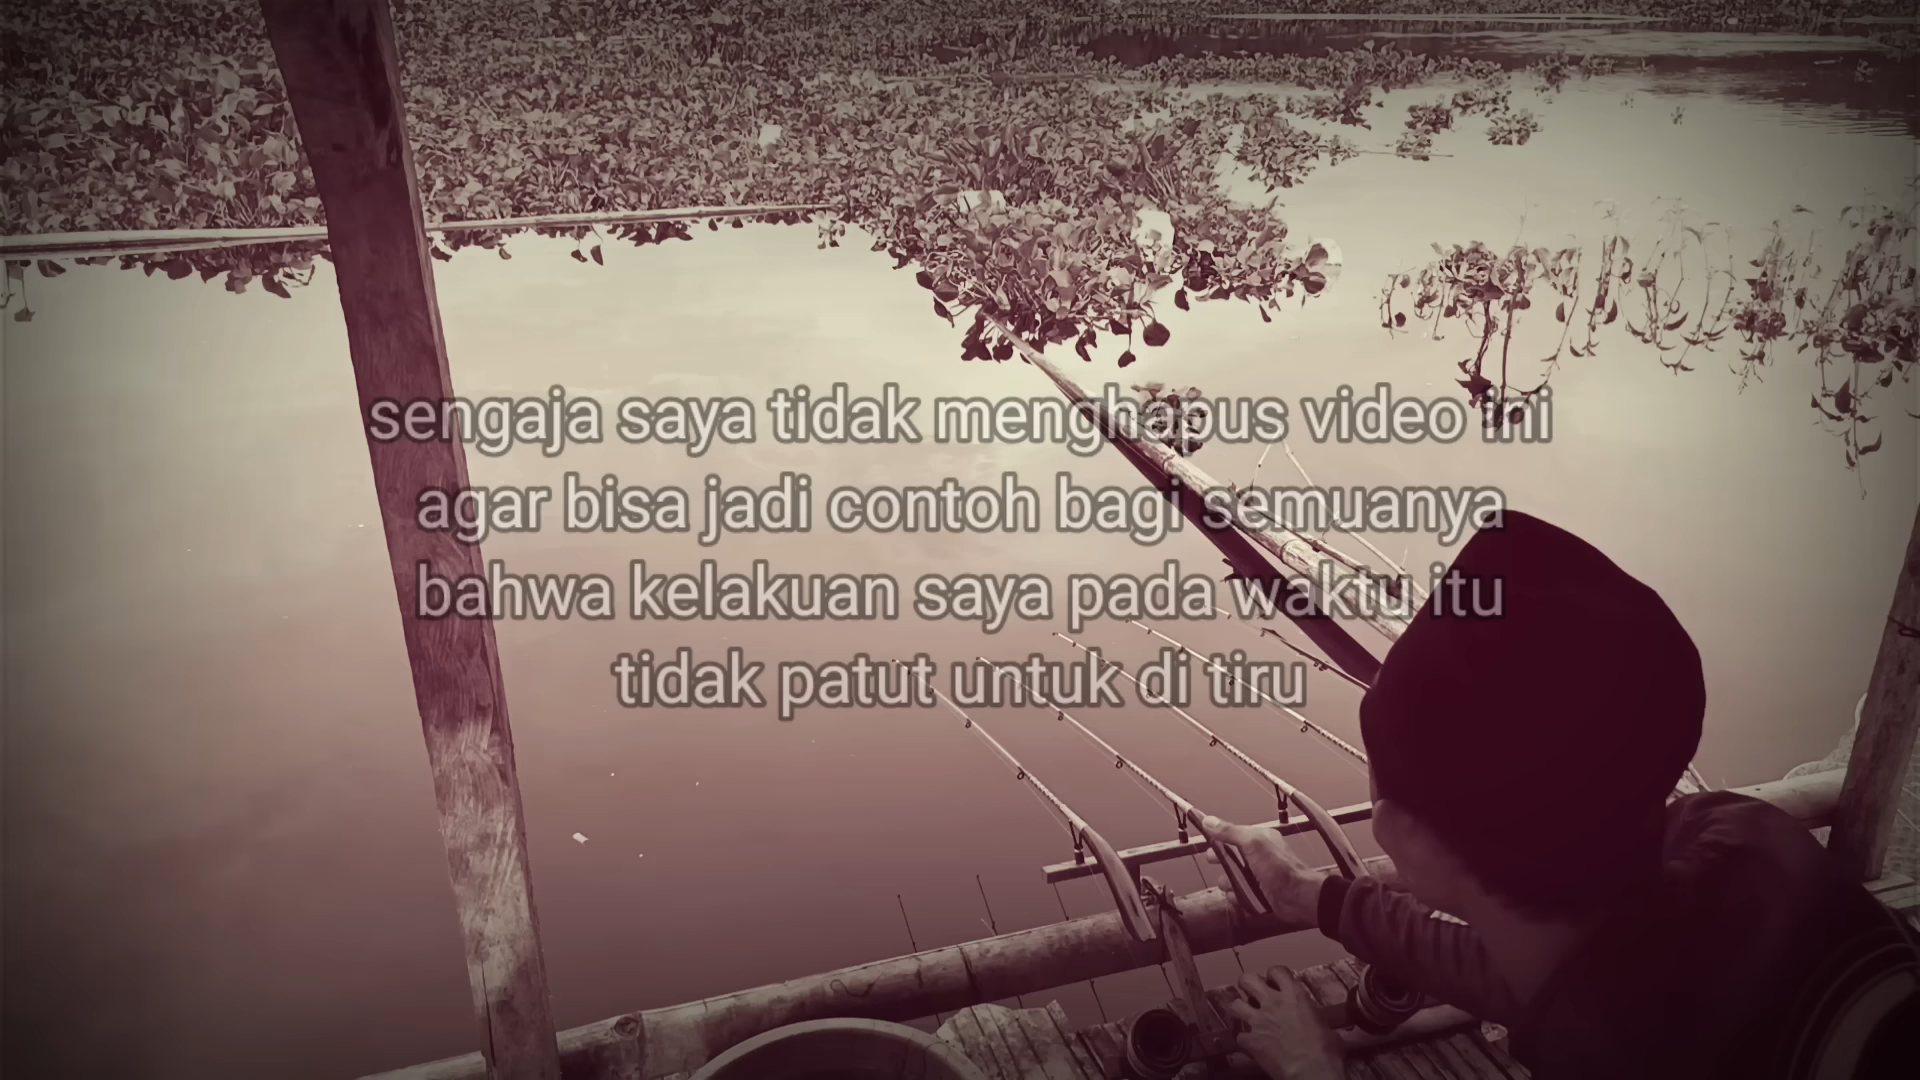 sengaja saya tidak menghapus video ini
agar bisa jadi contoh bagi semuanya
bahwa kelakuan saya pada waktu itu
tidak patut untuk di tiru